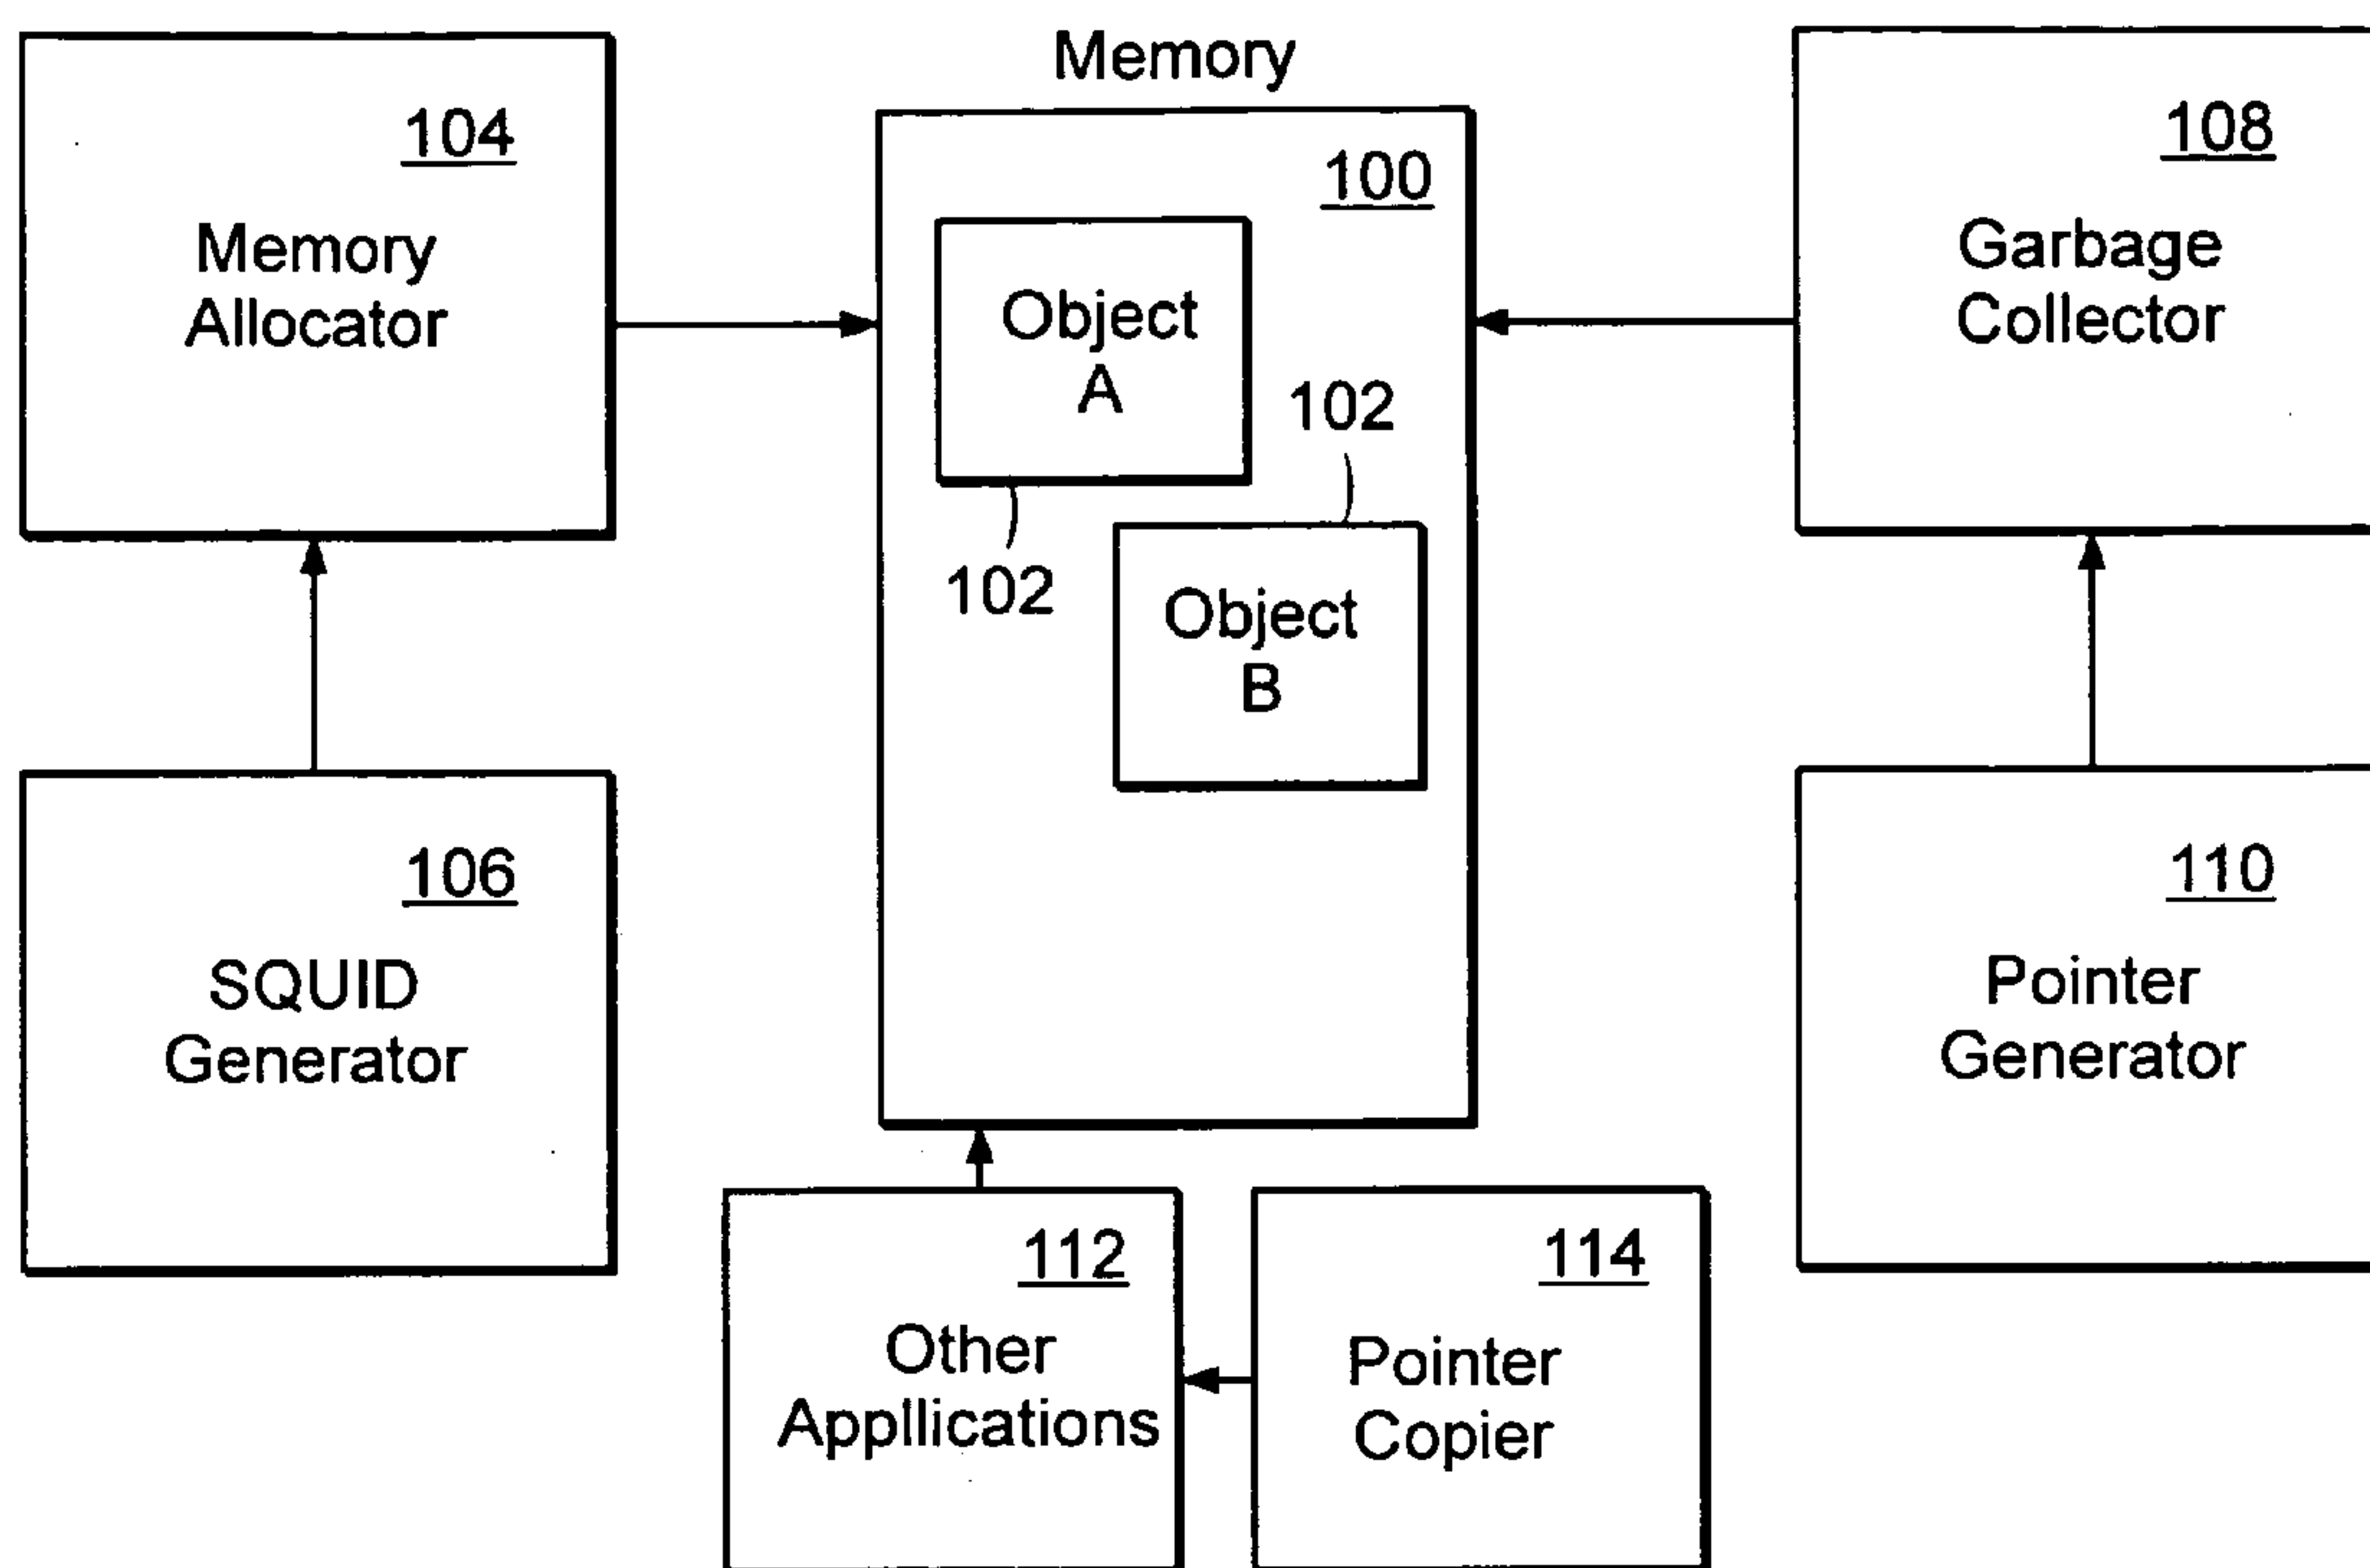 Memory
104
Memory
Allocator
100
Object
A
102
102
Object
B
108
Garbage
Collector
106
SQUID
Generator
110
Pointer
Generator
112
Other
Appllications
114
Pointer
Copier